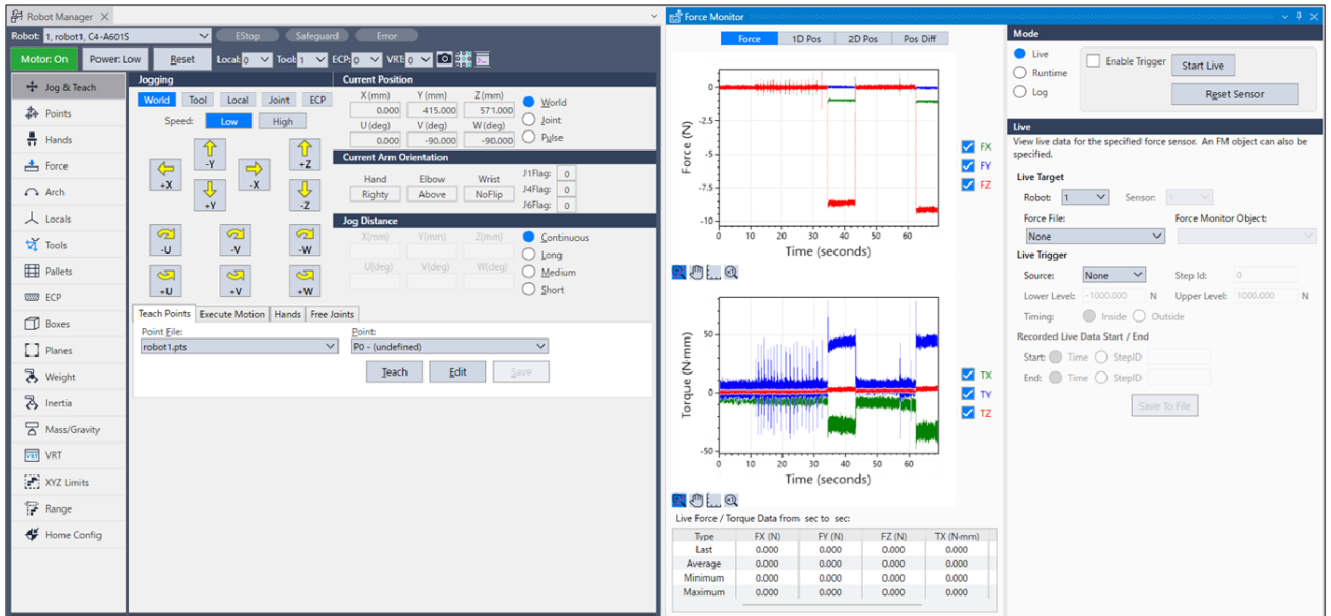 Robot Manager
Robot: 1, robot1, C4-A601S
EStop Safeguard Error
Motor: On Power: Low Reset Local: 0 Tool: 1 ECP: 0 VRT: 0
Jog & Teach
Points
Hands
Force
Arch
Locals
Tools
Pallets
ECP
Boxes
Planes
Weight
Inertia
Mass/Gravity
VRT
XYZ Limits
Range
Home Config
Jogging
World Tool Local Joint ECP
Speed: Low High
-Y +Z
+X -X
+Y -Z
-U -V -W
+U +V +W
Current Position
X (mm) Y (mm) Z (mm)
0.000 415.000 571.000
U (deg) V (deg) W (deg)
0.000 -90.000 -90.000
World
Joint
Pulse
Current Arm Orientation
Hand Elbow Wrist
Righty Above NoFlip
J1Flag: 0
J4Flag: 0
J6Flag: 0
Jog Distance
X(mm) Y(mm) Z(mm)
U(deg) V(deg) W(deg)
Continuous
Long
Medium
Short
Teach Points Execute Motion Hands Free Joints
Point File: Point:
robot1.pts P0 - (undefined)
Teach Edit Save
Force Monitor
Force 1D Pos 2D Pos Pos Diff
Force (N)
0
-2.5
-5
-7.5
-10
0 10 20 30 40 50 60
Time (seconds)
FX
FY
FZ
Torque (N·mm)
50
0
-50
0 10 20 30 40 50 60
Time (seconds)
TX
TY
TZ
Live Force / Torque Data from sec to sec:
Type FX (N) FY (N) FZ (N) TX (N·mm)
Last 0.000 0.000 0.000 0.000
Average 0.000 0.000 0.000 0.000
Minimum 0.000 0.000 0.000 0.000
Maximum 0.000 0.000 0.000 0.000
Mode
Live
Runtime
Log
Enable Trigger Start Live
Reset Sensor
Live
View live data for the specified force sensor. An FM object can also be
specified.
Live Target
Robot: 1 Sensor: 1
Force File: Force Monitor Object:
None
Live Trigger
Source: None Step Id: 0
Lower Level: -1000.000 N Upper Level: 1000.000 N
Timing: Inside Outside
Recorded Live Data Start / End
Start: Time StepID
End: Time StepID
Save To File